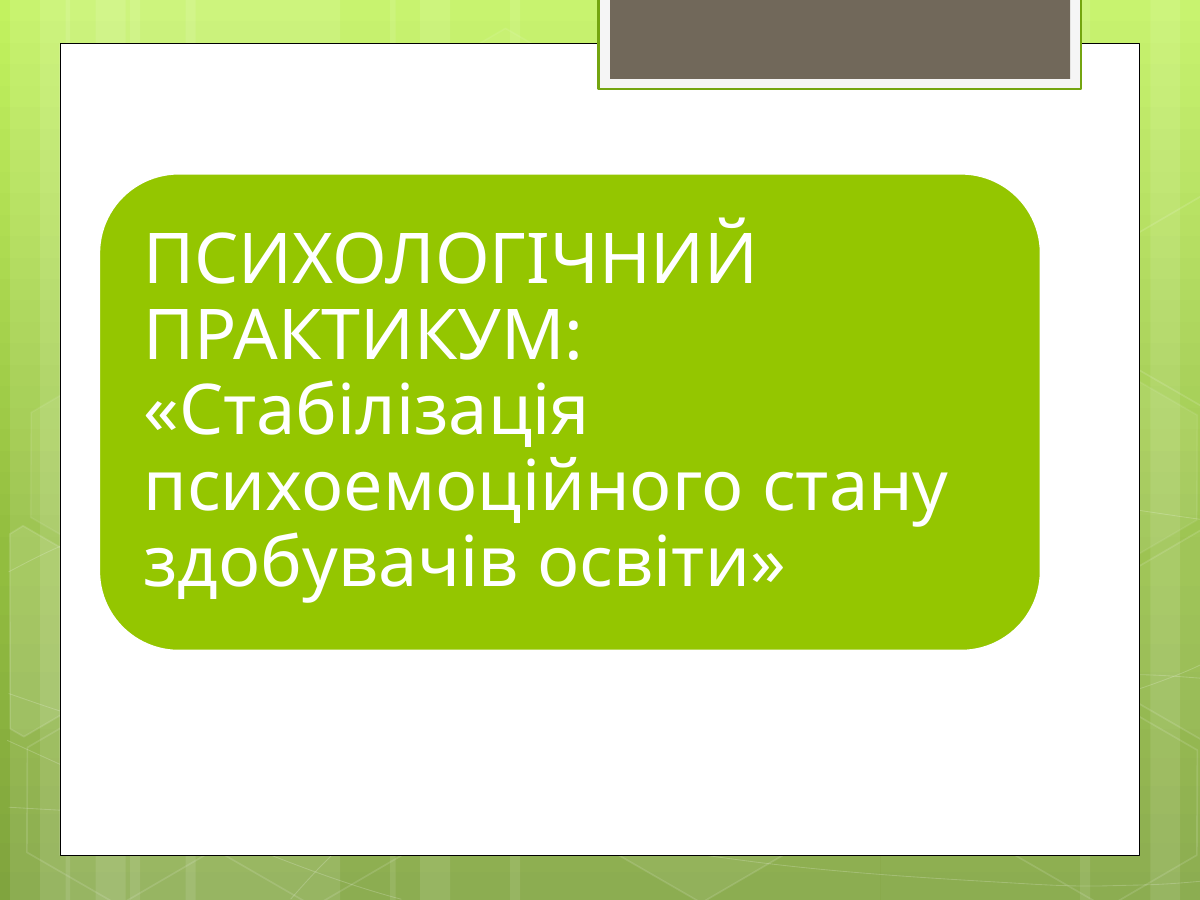 ПСИХОЛОГІЧНИЙ
ПРАКТИКУМ:
«Стабілізація
психоемоційного стану
здобувачів освіти»